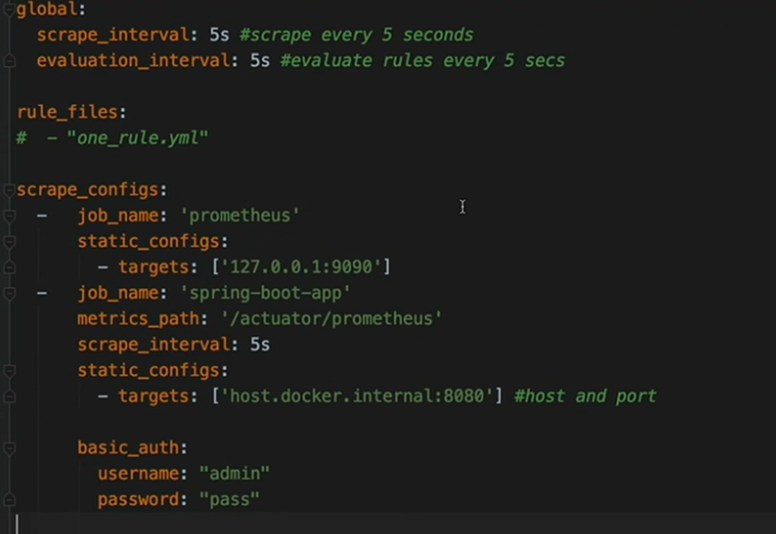 global:
  scrape_interval: 5s #scrape every 5 seconds
  evaluation_interval: 5s #evaluate rules every 5 secs

rule_files:
#  - "one_rule.yml"

scrape_configs:
  -   job_name: 'prometheus'
      static_configs:
        - targets: ['127.0.0.1:9090']
  -   job_name: 'spring-boot-app'
      metrics_path: '/actuator/prometheus'
      scrape_interval: 5s
      static_configs:
        - targets: ['host.docker.internal:8080'] #host and port

      basic_auth:
        username: "admin"
        password: "pass"